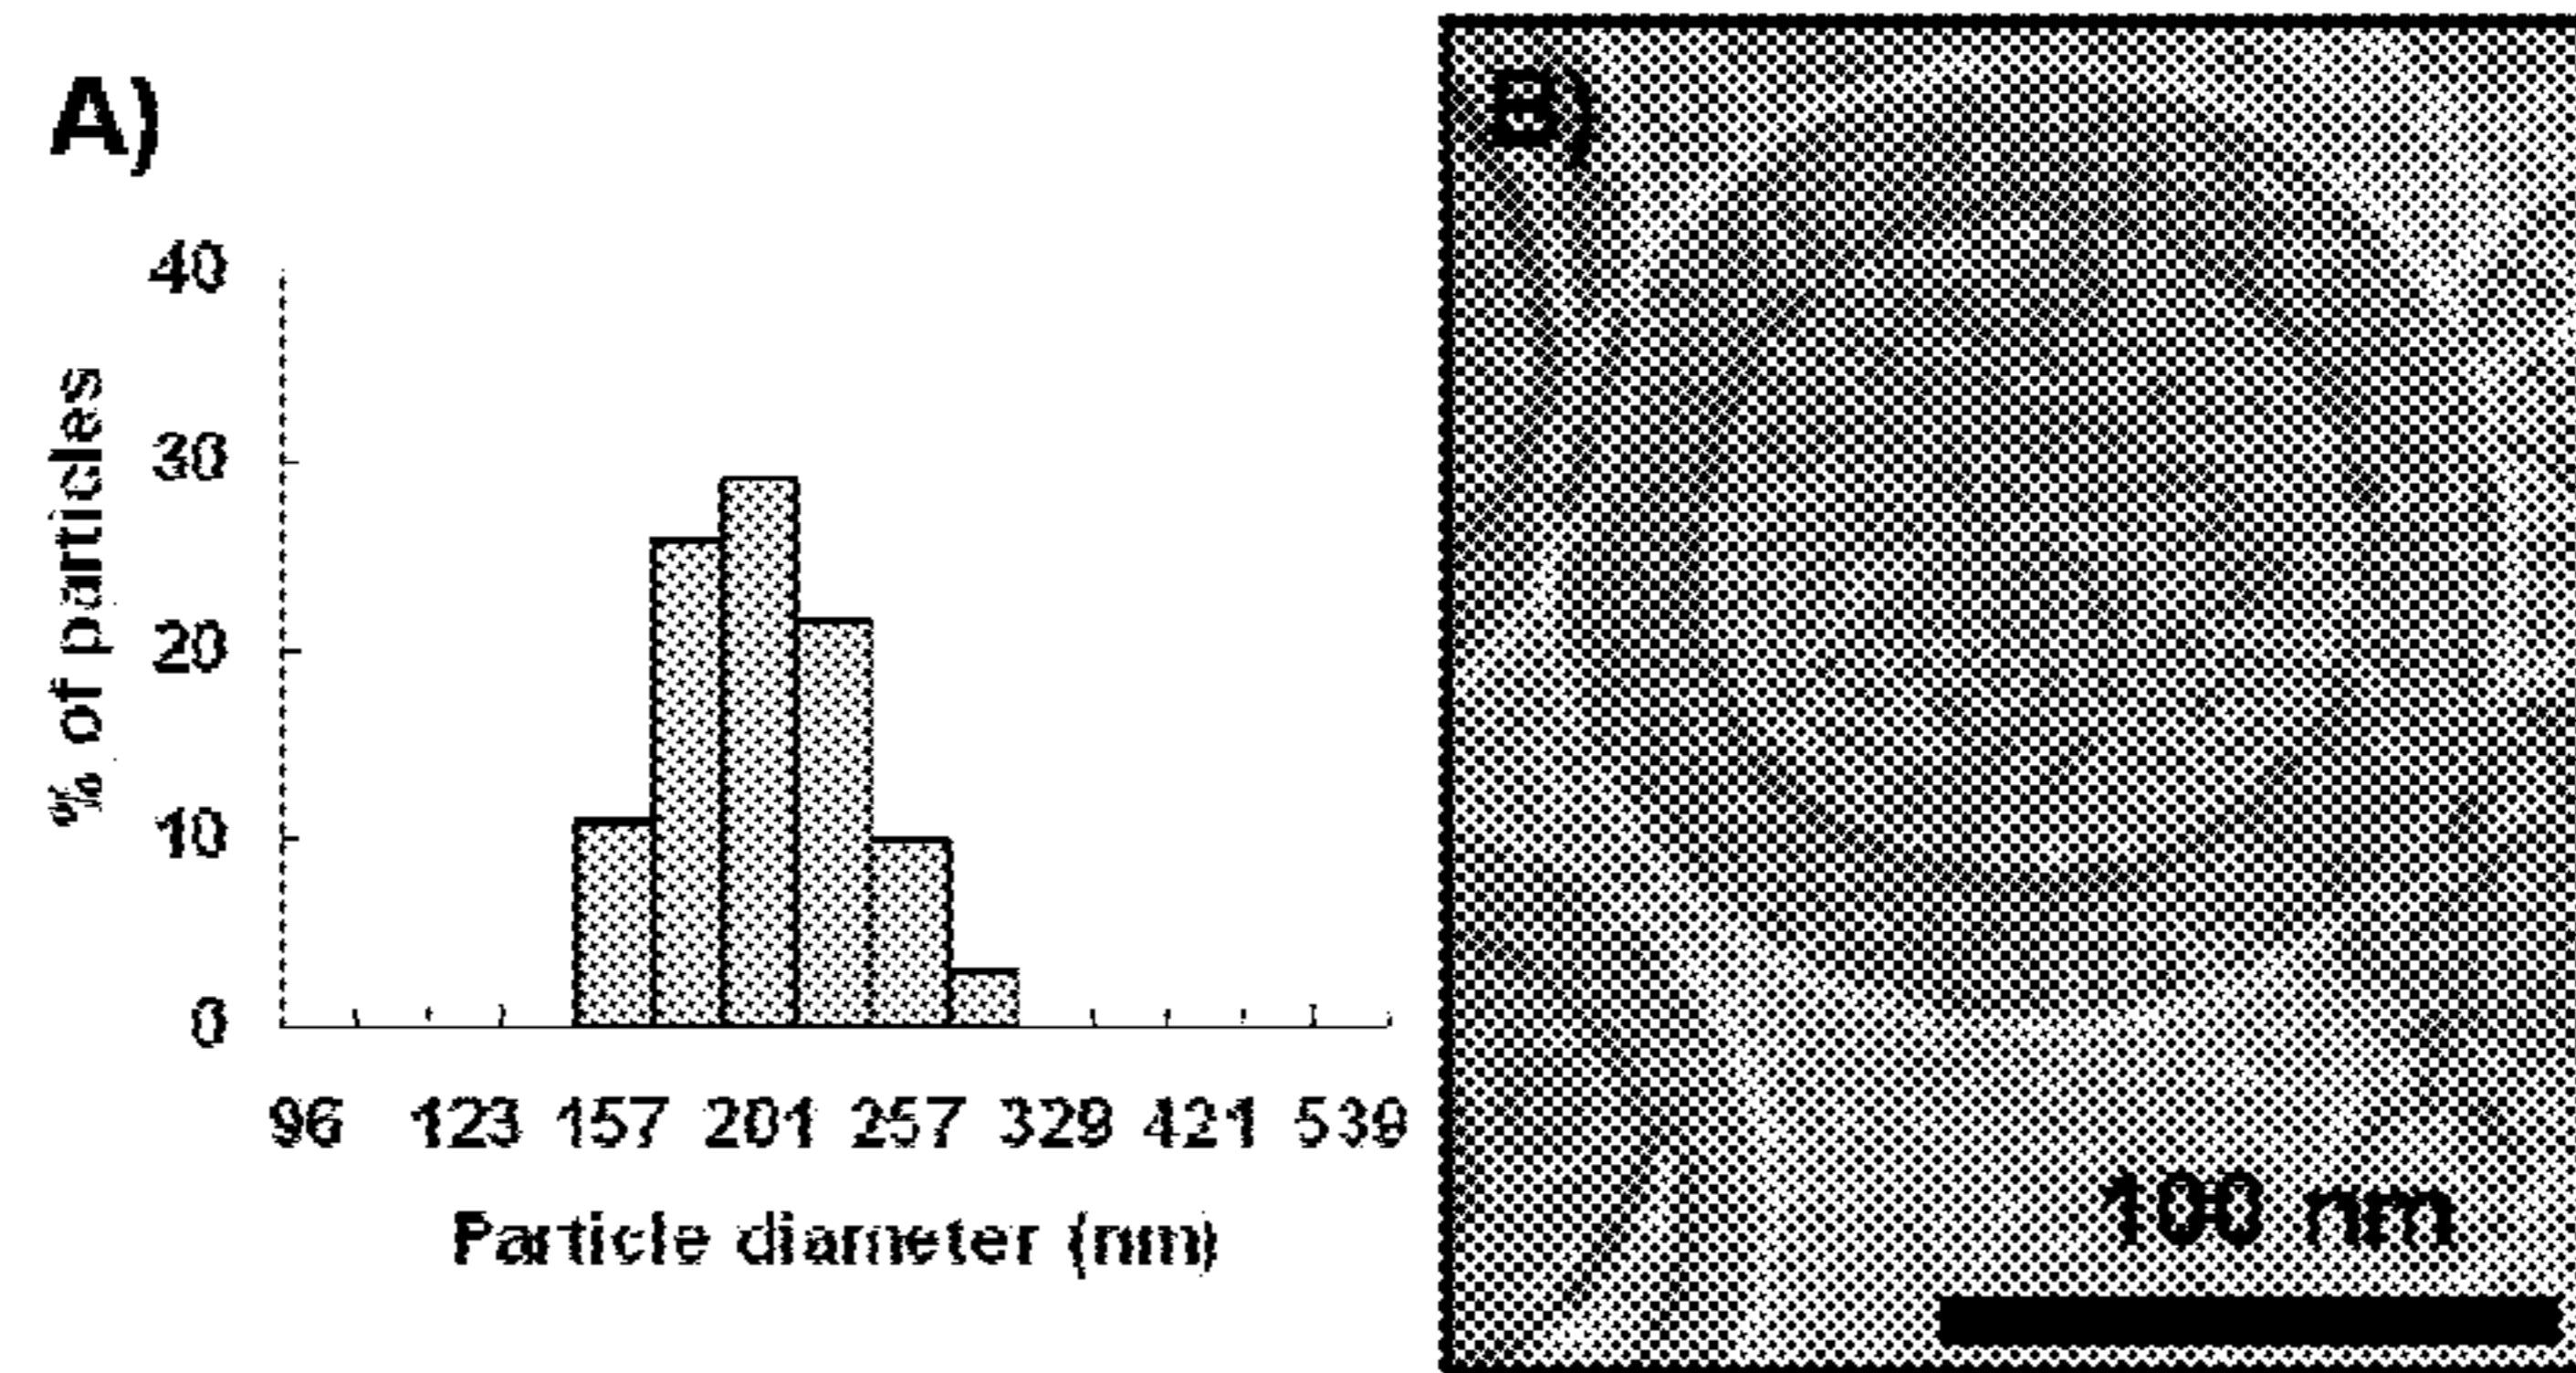 A)
B)
40
30
20
10
0
% of particles
96 123 157 201 257 329 421 539
Particle diameter (nm)
100 nm